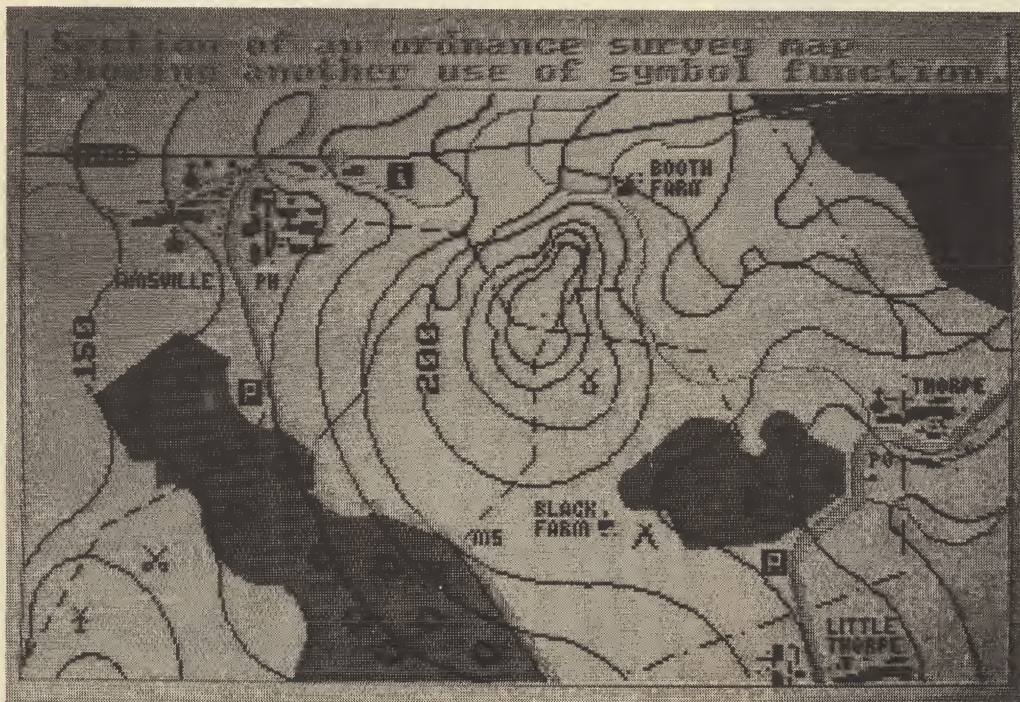 Section of an ordnance survey map
showing another use of symbol function.
i
BOOTH
FARM
PH
150
200
P
THORPE
PO
BLACK
FARM
MS
P
LITTLE
THORPE